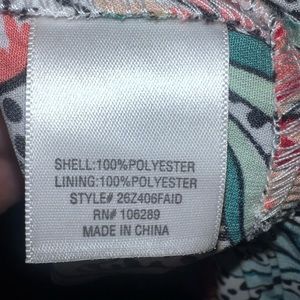 SHELL:100%POLYESTER
LINING:100%POLYESTER
STYLE# 26Z406FAID
RN# 106289
MADE IN CHINA